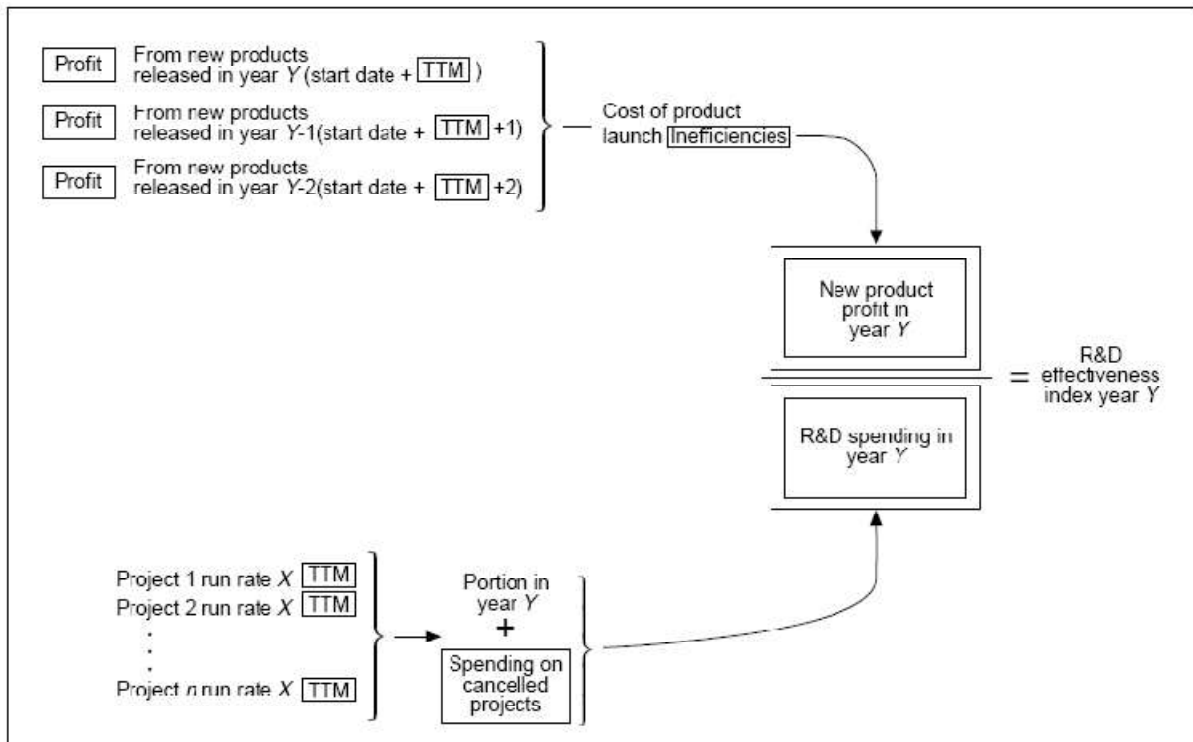 Profit
From new products
released in year Y (start date + TTM )
Profit
From new products
released in year Y-1(start date + TTM +1)
Profit
From new products
released in year Y-2(start date + TTM +2)
Cost of product
launch Inefficiencies
New product
profit in
year Y
R&D spending in
year Y
=
R&D
effectiveness
index year Y
Project 1 run rate X TTM
Project 2 run rate X TTM
.
.
.
.
Project n run rate X TTM
Portion in
year Y
+
Spending on
cancelled
projects